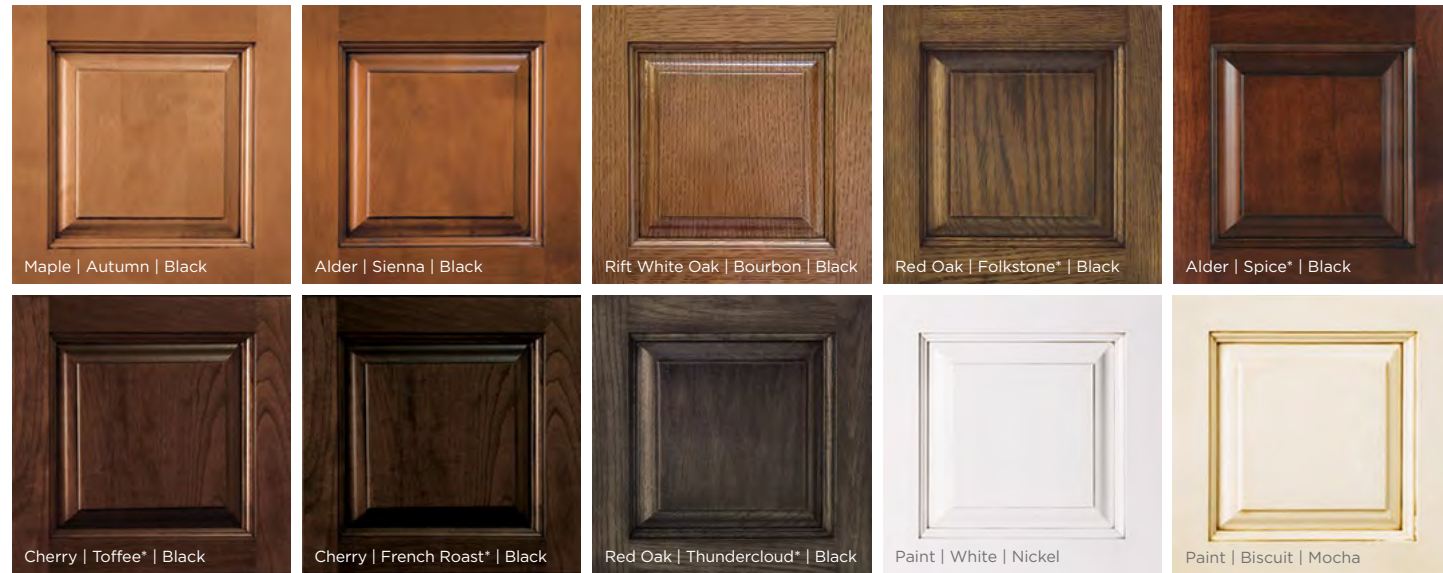 Maple | Autumn | Black
Alder | Sienna | Black
Rift White Oak | Bourbon | Black
Red Oak | Folkstone* | Black
Alder | Spice* | Black
Cherry | Toffee* | Black
Cherry | French Roast* | Black
Red Oak | Thundercloud* | Black
Paint | White | Nickel
Paint | Biscuit | Mocha